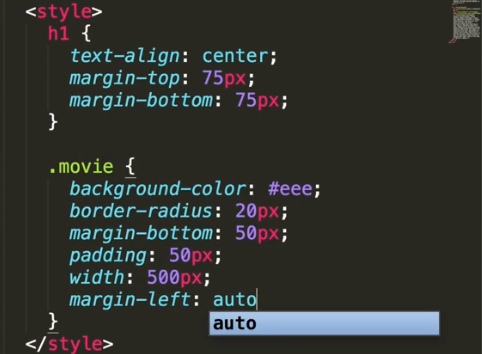 <style>
h1 {
text-align: center;
margin-top: 75px;
margin-bottom: 75px;
}
.movie {
background-color: #eee;
border-radius: 20px;
margin-bottom: 50px;
padding: 50px;
width: 500px;
margin-left: auto
auto
}
</style>